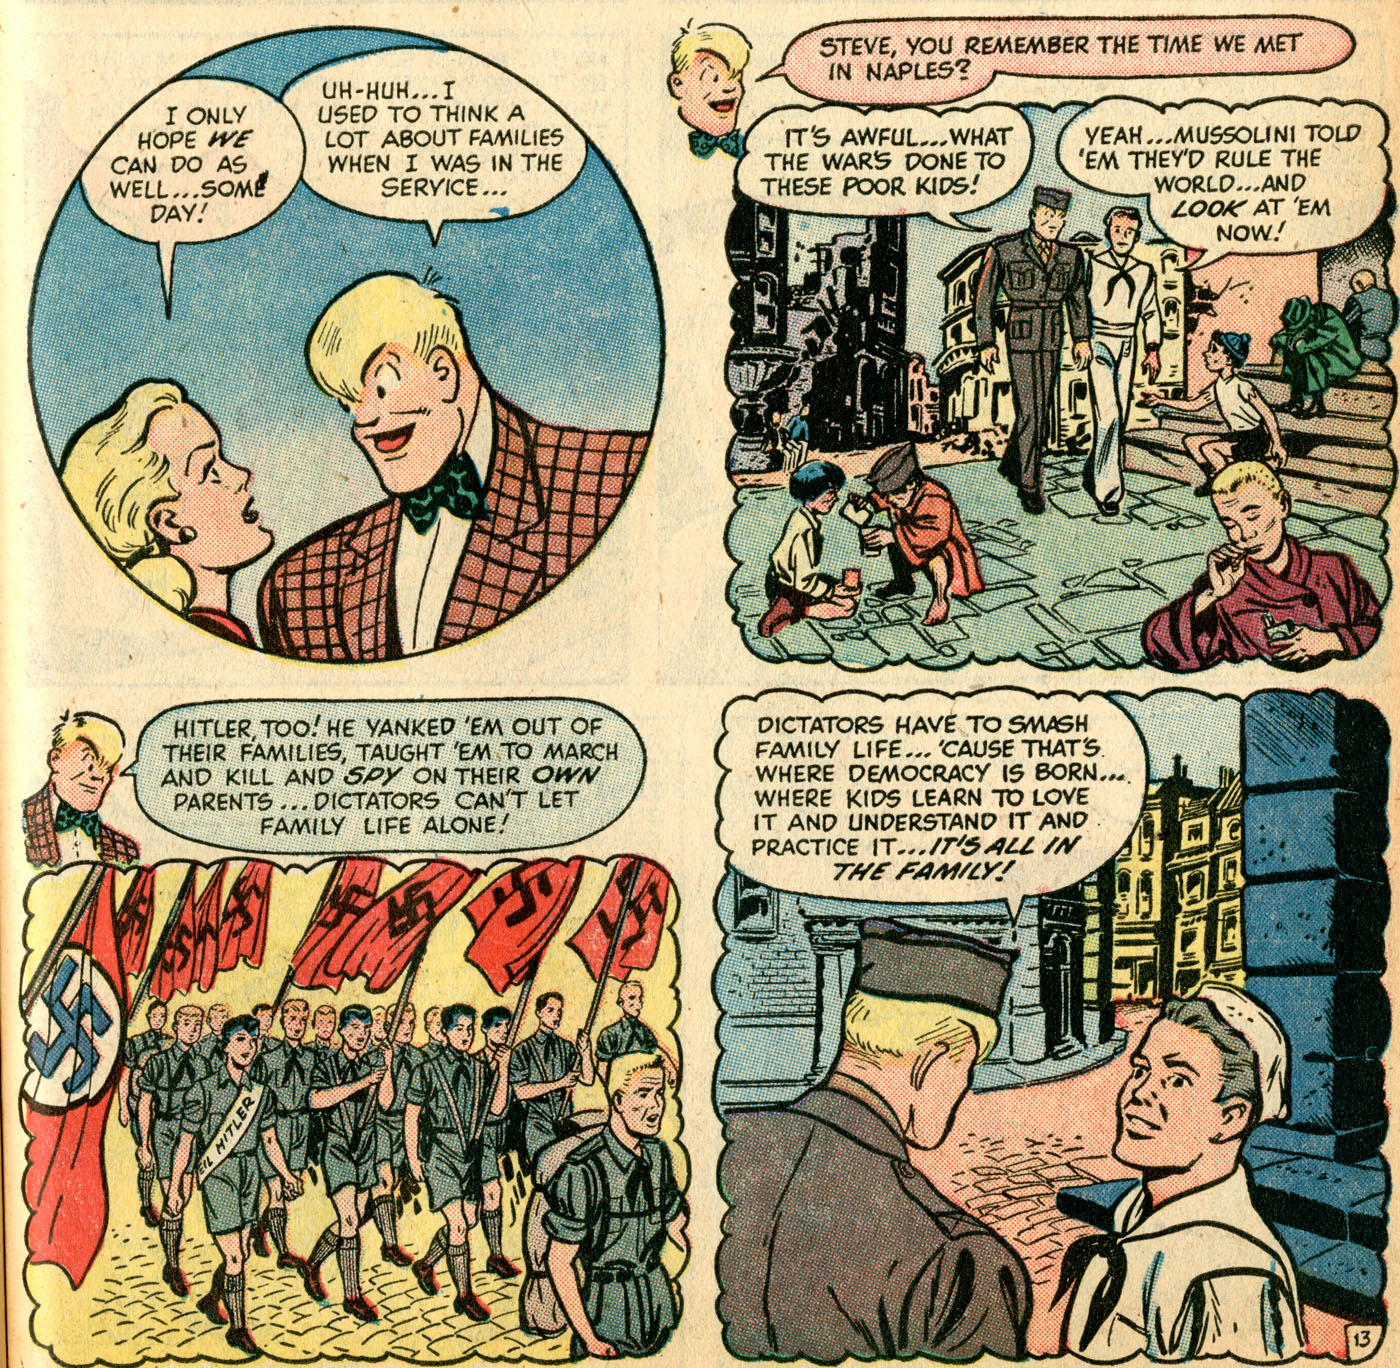 I ONLY
HOPE WE
CAN DO AS
WELL...SOME
DAY!
UH-HUH...I
USED TO THINK A
LOT ABOUT FAMILIES
WHEN I WAS IN THE
SERVICE...
STEVE, YOU REMEMBER THE TIME WE MET
IN NAPLES?
IT'S AWFUL...WHAT
THE WAR'S DONE TO
THESE POOR KIDS!
YEAH...MUSSOLINI TOLD
'EM THEY'D RULE THE
WORLD...AND
LOOK AT 'EM
NOW!
HITLER, TOO! HE YANKED 'EM OUT OF
THEIR FAMILIES, TAUGHT 'EM TO MARCH
AND KILL AND SPY ON THEIR OWN
PARENTS...DICTATORS CAN'T LET
FAMILY LIFE ALONE!
EIL HITLER
DICTATORS HAVE TO SMASH
FAMILY LIFE... 'CAUSE THAT'S
WHERE DEMOCRACY IS BORN...
WHERE KIDS LEARN TO LOVE
IT AND UNDERSTAND IT AND
PRACTICE IT...IT'S ALL IN
THE FAMILY!
13